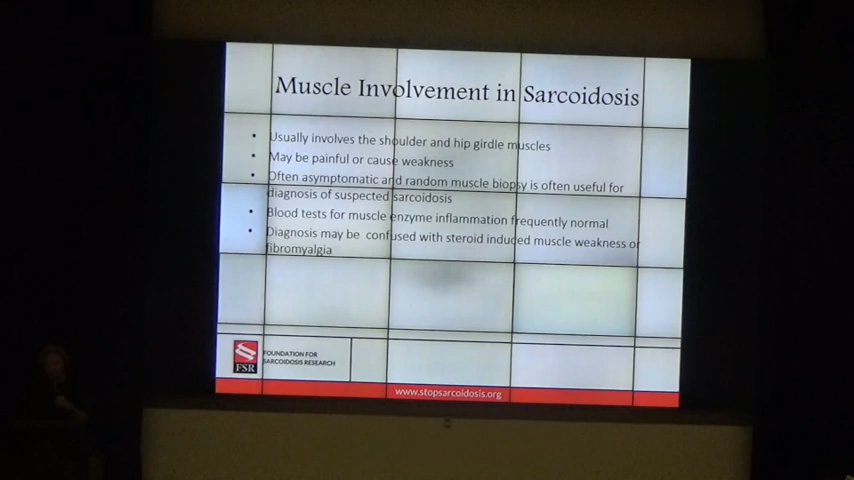 Muscle Involvement in Sarcoidosis
• Usually involves the shoulder and hip girdle muscles
• May be painful or cause weakness
• Often asymptomatic and random muscle biopsy is often useful for
diagnosis of suspected sarcoidosis
• Blood tests for muscle enzyme inflammation frequently normal
• Diagnosis may be confused with steroid induced muscle weakness or
fibromyalgia
FSR
FOUNDATION FOR
SARCOIDOSIS RESEARCH
www.stopsarcoidosis.org